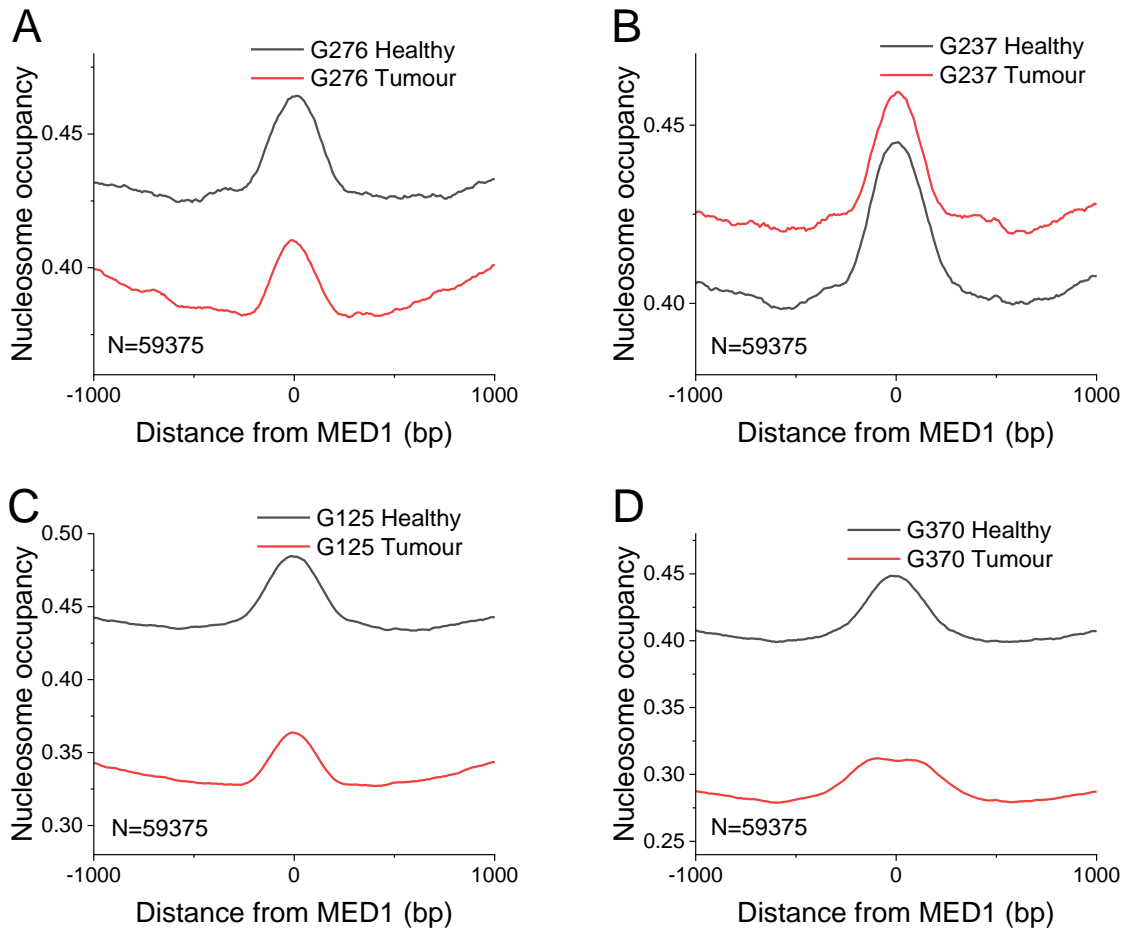 A
G276 Healthy
G276 Tumour
Nucleosome occupancy
0.45
0.40
N=59375
-1000
0
1000
Distance from MED1 (bp)
B
G237 Healthy
G237 Tumour
Nucleosome occupancy
0.45
0.40
N=59375
-1000
0
1000
Distance from MED1 (bp)
C
G125 Healthy
G125 Tumour
Nucleosome occupancy
0.50
0.45
0.40
0.35
0.30
N=59375
-1000
0
1000
Distance from MED1 (bp)
D
G370 Healthy
G370 Tumour
Nucleosome occupancy
0.45
0.40
0.35
0.30
0.25
N=59375
-1000
0
1000
Distance from MED1 (bp)